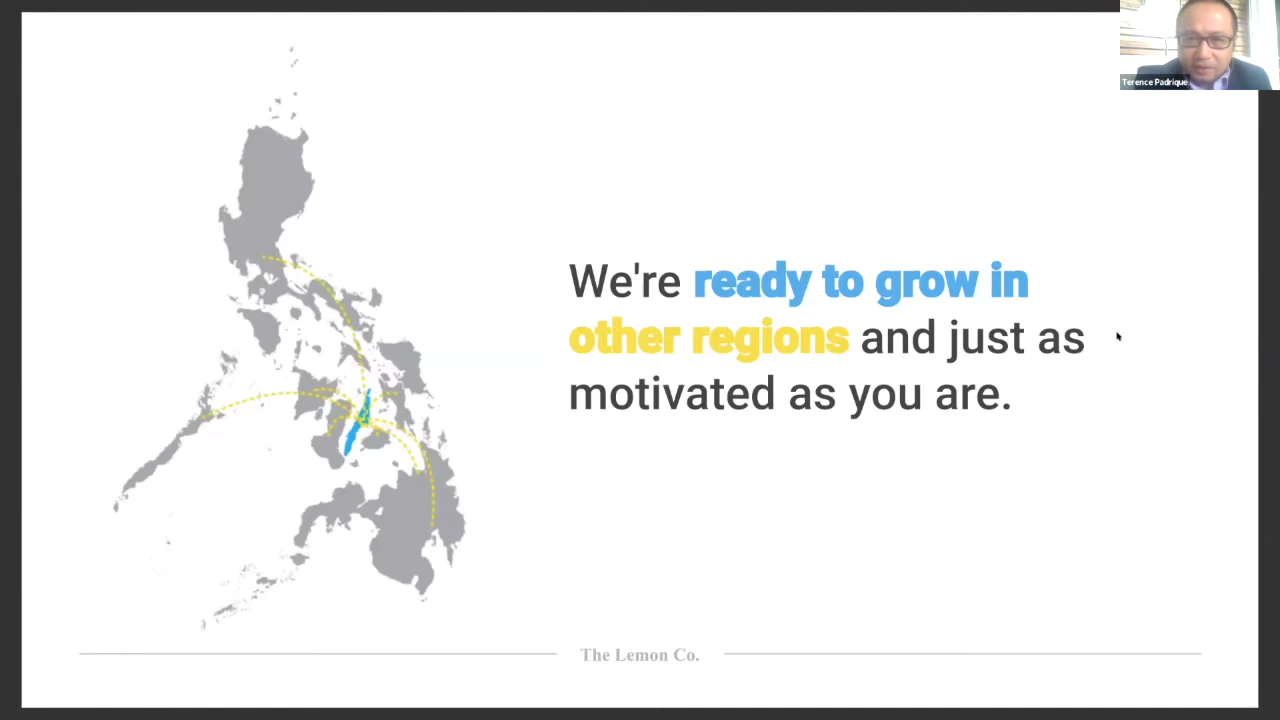 Terence Padrique
We're ready to grow in
other regions and just as
motivated as you are.
The Lemon Co.